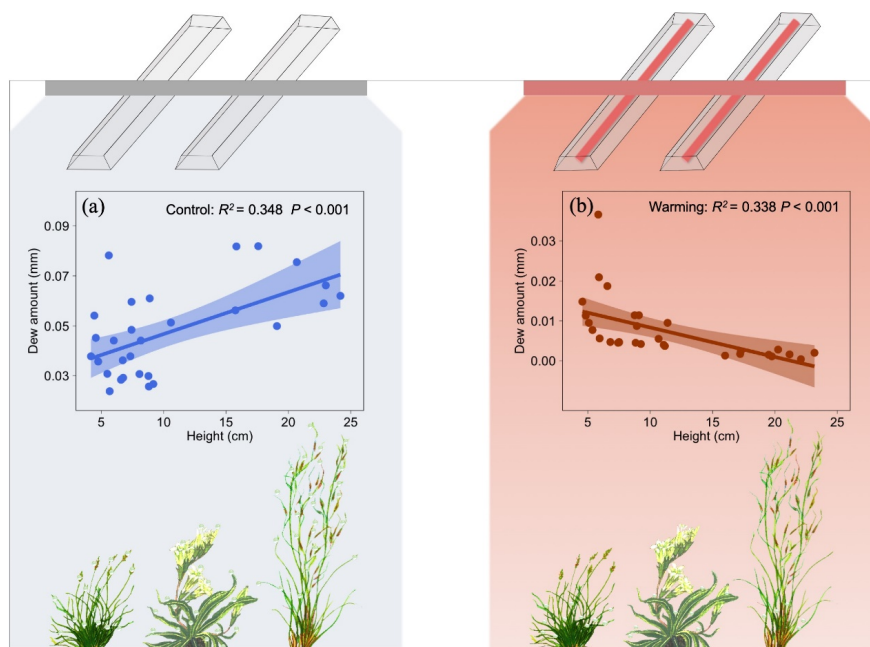 (a)
Control: R² = 0.348 P < 0.001
0.09
0.07
0.05
0.03
Dew amount (mm)
5
10
15
20
25
Height (cm)
(b)
Warming: R² = 0.338 P < 0.001
0.03
0.02
0.01
0.00
Dew amount (mm)
5
10
15
20
25
Height (cm)